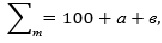 ∑ₘ = 100 + а + в,